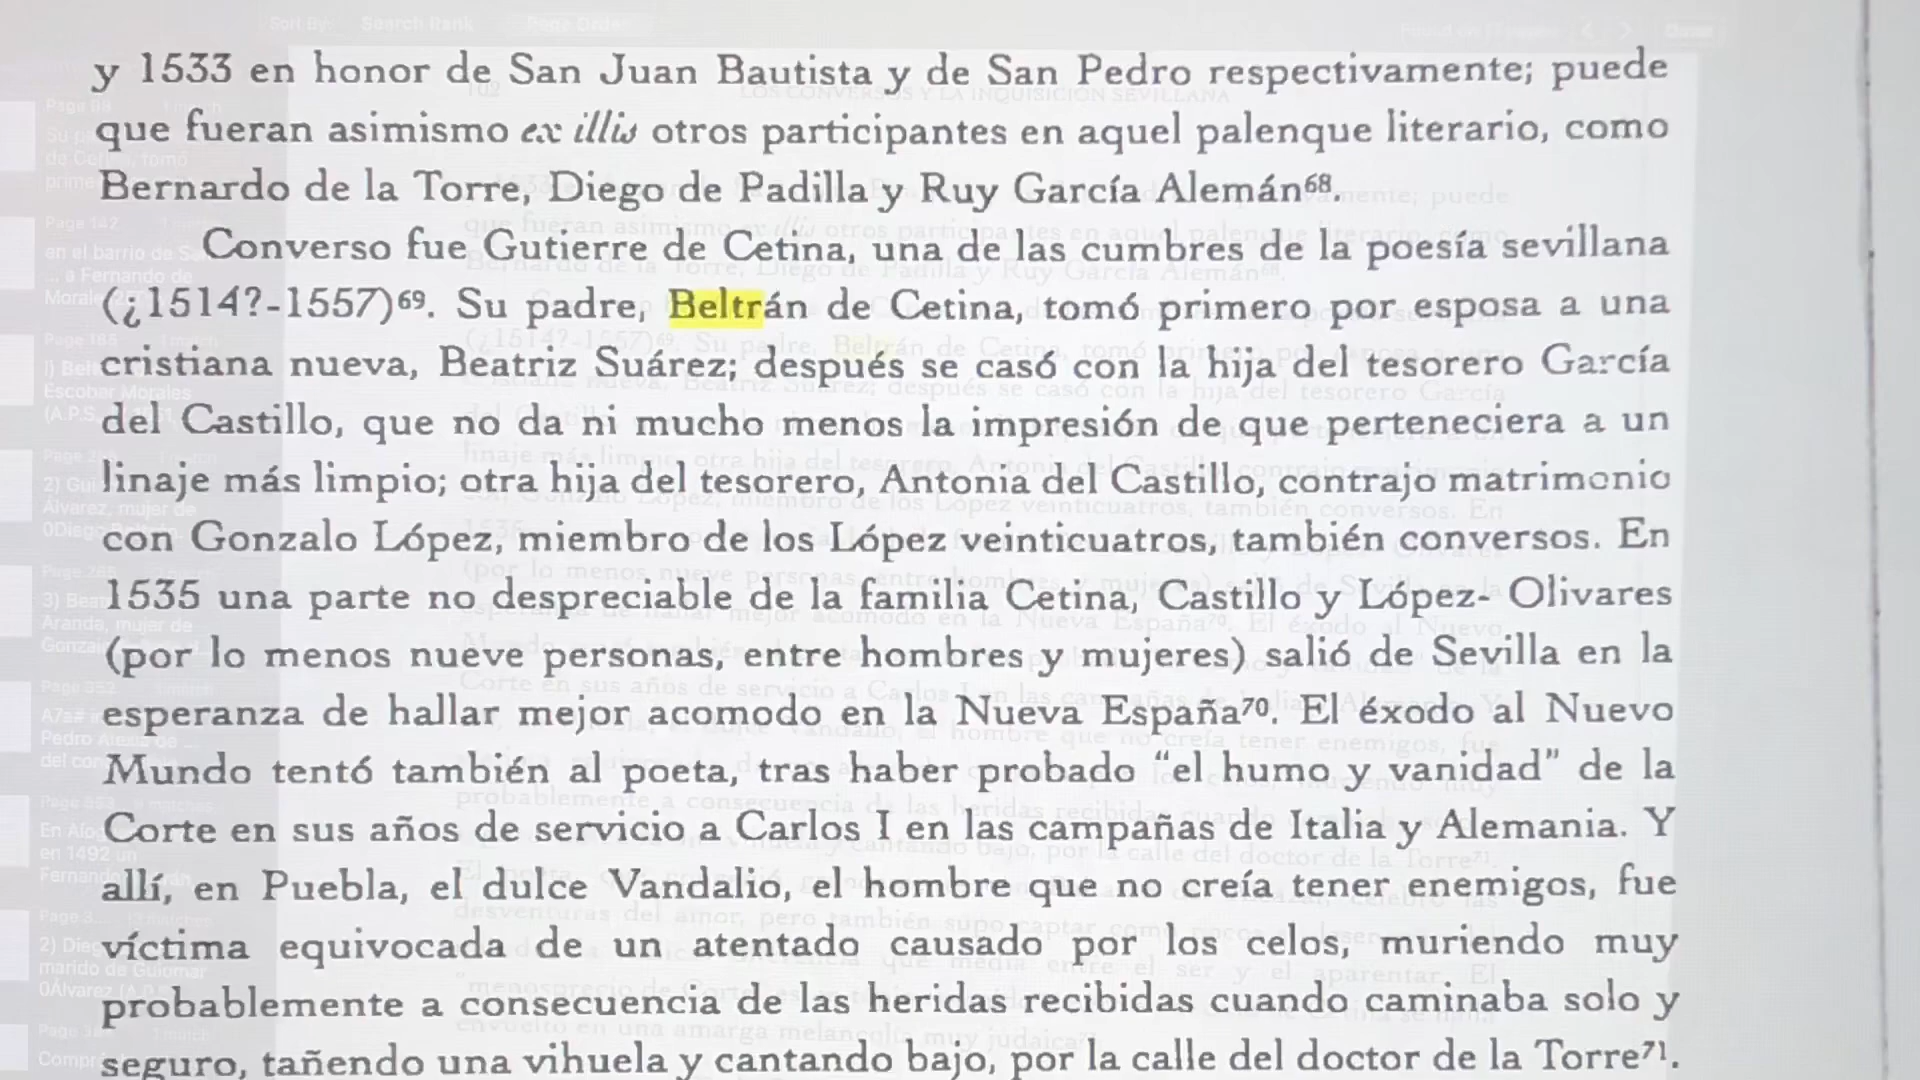 y 1533 en honor de San Juan Bautista y de San Pedro respectivamente; puede
que fueran asimismo ex illis otros participantes en aquel palenque literario, como
Bernardo de la Torre, Diego de Padilla y Ruy García Alemán68.
Converso fue Gutierre de Cetina, una de las cumbres de la poesía sevillana
(¿1514?-1557)69. Su padre, Beltrán de Cetina, tomó primero por esposa a una
cristiana nueva, Beatriz Suárez; después se casó con la hija del tesorero García
del Castillo, que no da ni mucho menos la impresión de que perteneciera a un
linaje más limpio; otra hija del tesorero, Antonia del Castillo, contrajo matrimonio
con Gonzalo López, miembro de los López veinticuatros, también conversos. En
1535 una parte no despreciable de la familia Cetina, Castillo y López- Olivares
(por lo menos nueve personas, entre hombres y mujeres) salió de Sevilla en la
esperanza de hallar mejor acomodo en la Nueva España70. El éxodo al Nuevo
Mundo tentó también al poeta, tras haber probado “el humo y vanidad” de la
Corte en sus años de servicio a Carlos I en las campañas de Italia y Alemania. Y
allí, en Puebla, el dulce Vandalio, el hombre que no creía tener enemigos, fue
víctima equivocada de un atentado causado por los celos, muriendo muy
probablemente a consecuencia de las heridas recibidas cuando caminaba solo y
seguro, tañendo una vihuela y cantando bajo, por la calle del doctor de la Torre71.